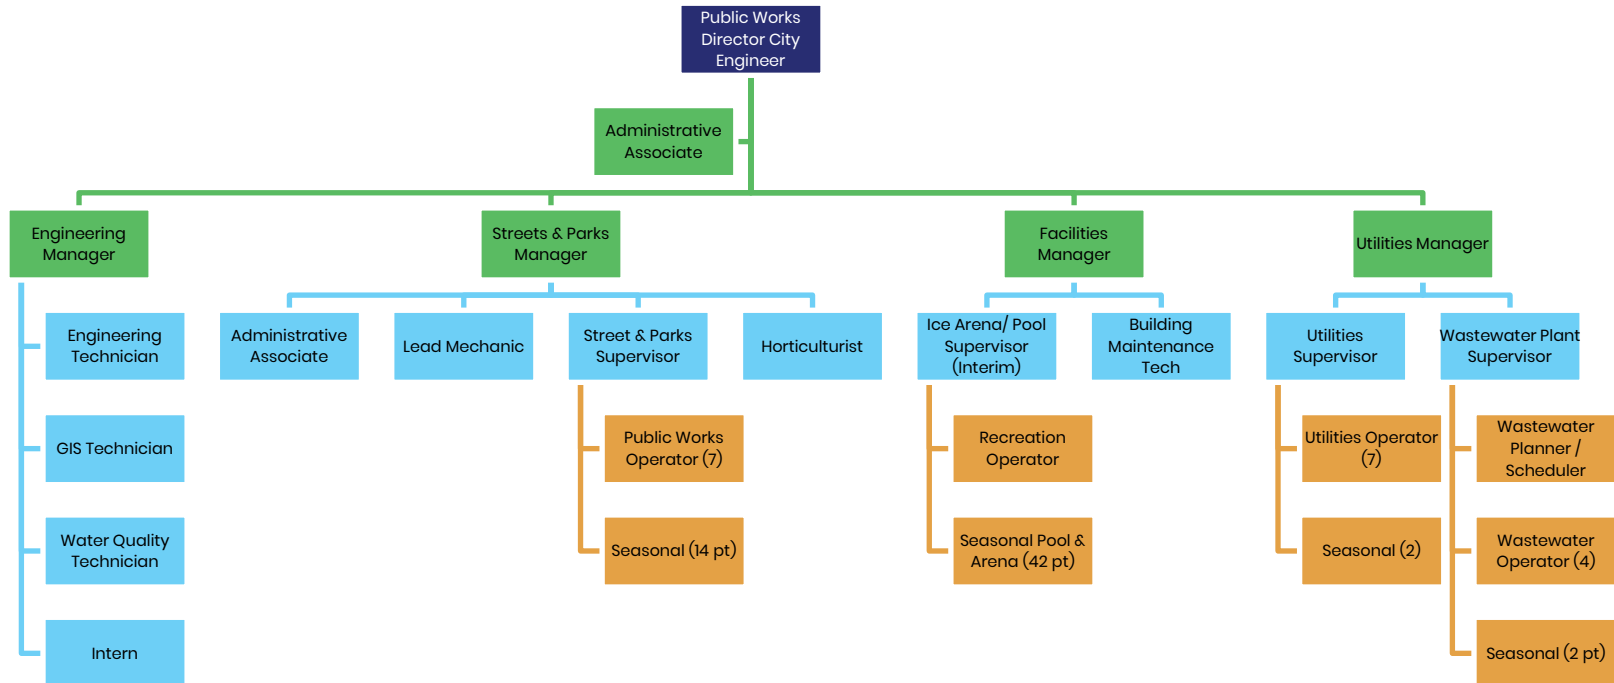 Public Works
Director City
Engineer
Administrative
Associate
Engineering
Manager
Streets & Parks
Manager
Facilities
Manager
Utilities Manager
Engineering
Technician
Administrative
Associate
Lead Mechanic
Street & Parks
Supervisor
Horticulturist
Ice Arena/ Pool
Supervisor
(Interim)
Building
Maintenance
Tech
Utilities
Supervisor
Wastewater Plant
Supervisor
GIS Technician
Public Works
Operator (7)
Recreation
Operator
Utilities Operator
(7)
Wastewater
Planner /
Scheduler
Water Quality
Technician
Seasonal (14 pt)
Seasonal Pool &
Arena (42 pt)
Seasonal (2)
Wastewater
Operator (4)
Intern
Seasonal (2 pt)